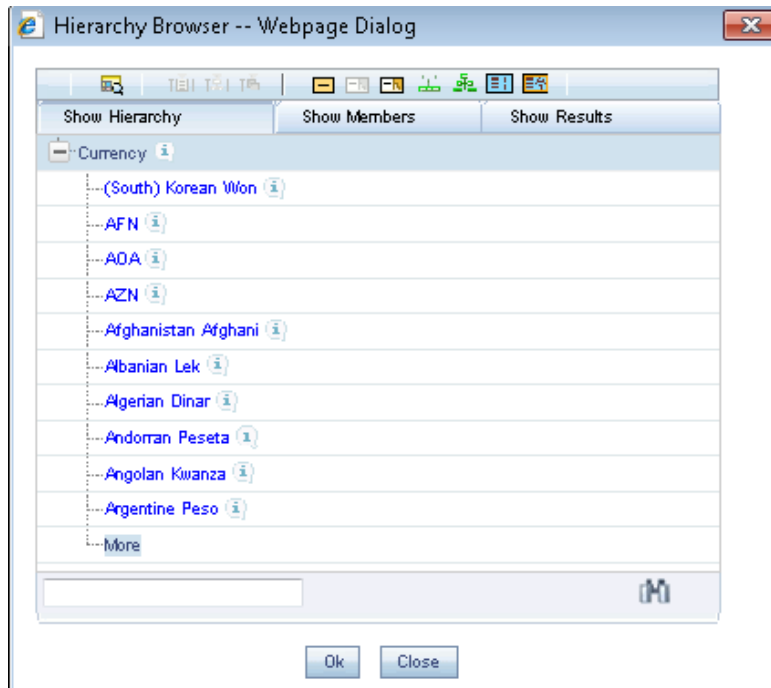 Hierarchy Browser -- Webpage Dialog
Show Hierarchy Show Members Show Results
Currency
(South) Korean Won
AFN
AOA
AZN
Afghanistan Afghani
Albanian Lek
Algerian Dinar
Andorran Peseta
Angolan Kwanza
Argentine Peso
More
Ok Close